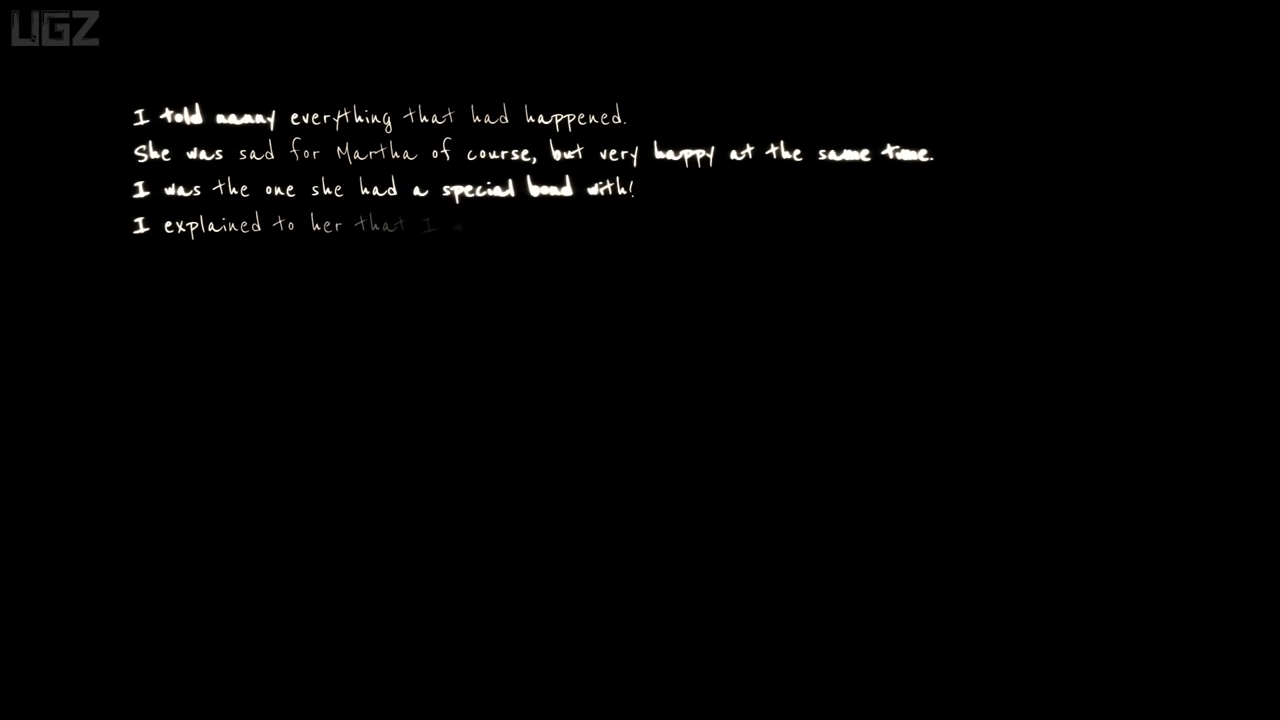 UGZ
I told nanny everything that had happened.
She was sad for Martha of course, but very happy at the same time.
I was the one she had a special bond with!
I explained to her that I